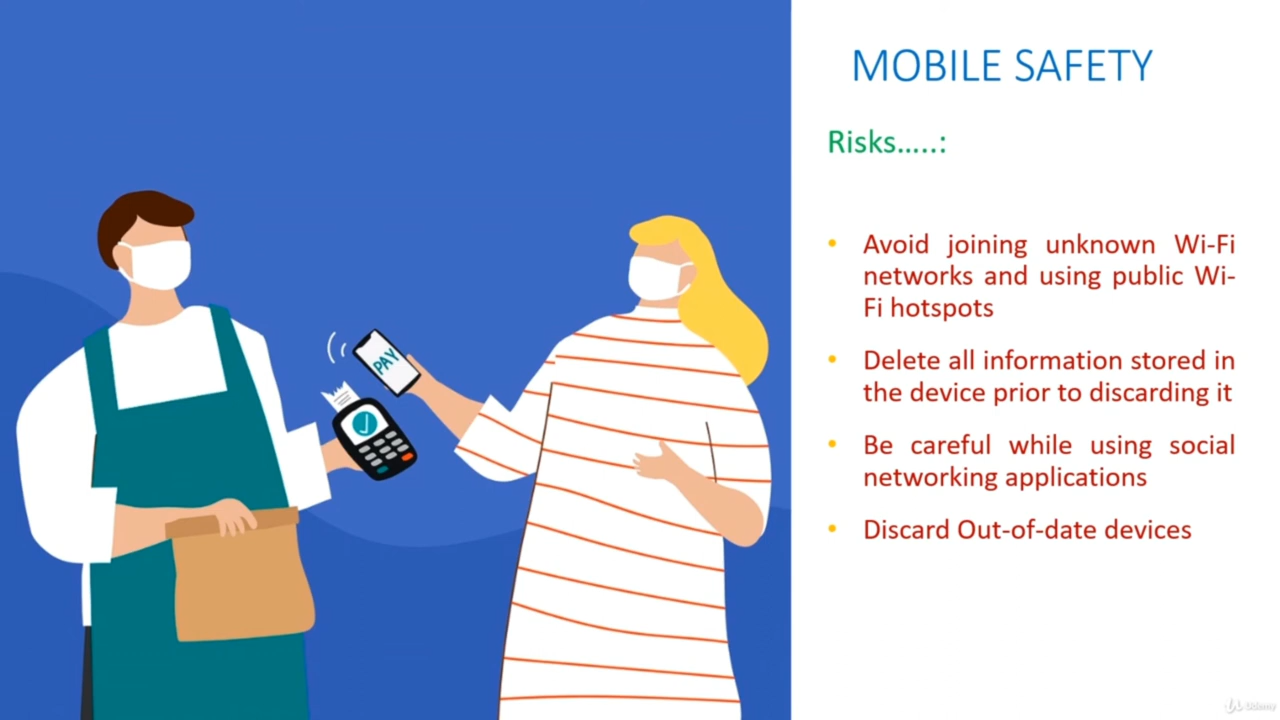 MOBILE SAFETY
Risks…..:
PAY
• Avoid joining unknown Wi-Fi
networks and using public Wi-
Fi hotspots
• Delete all information stored in
the device prior to discarding it
• Be careful while using social
networking applications
• Discard Out-of-date devices
Udemy